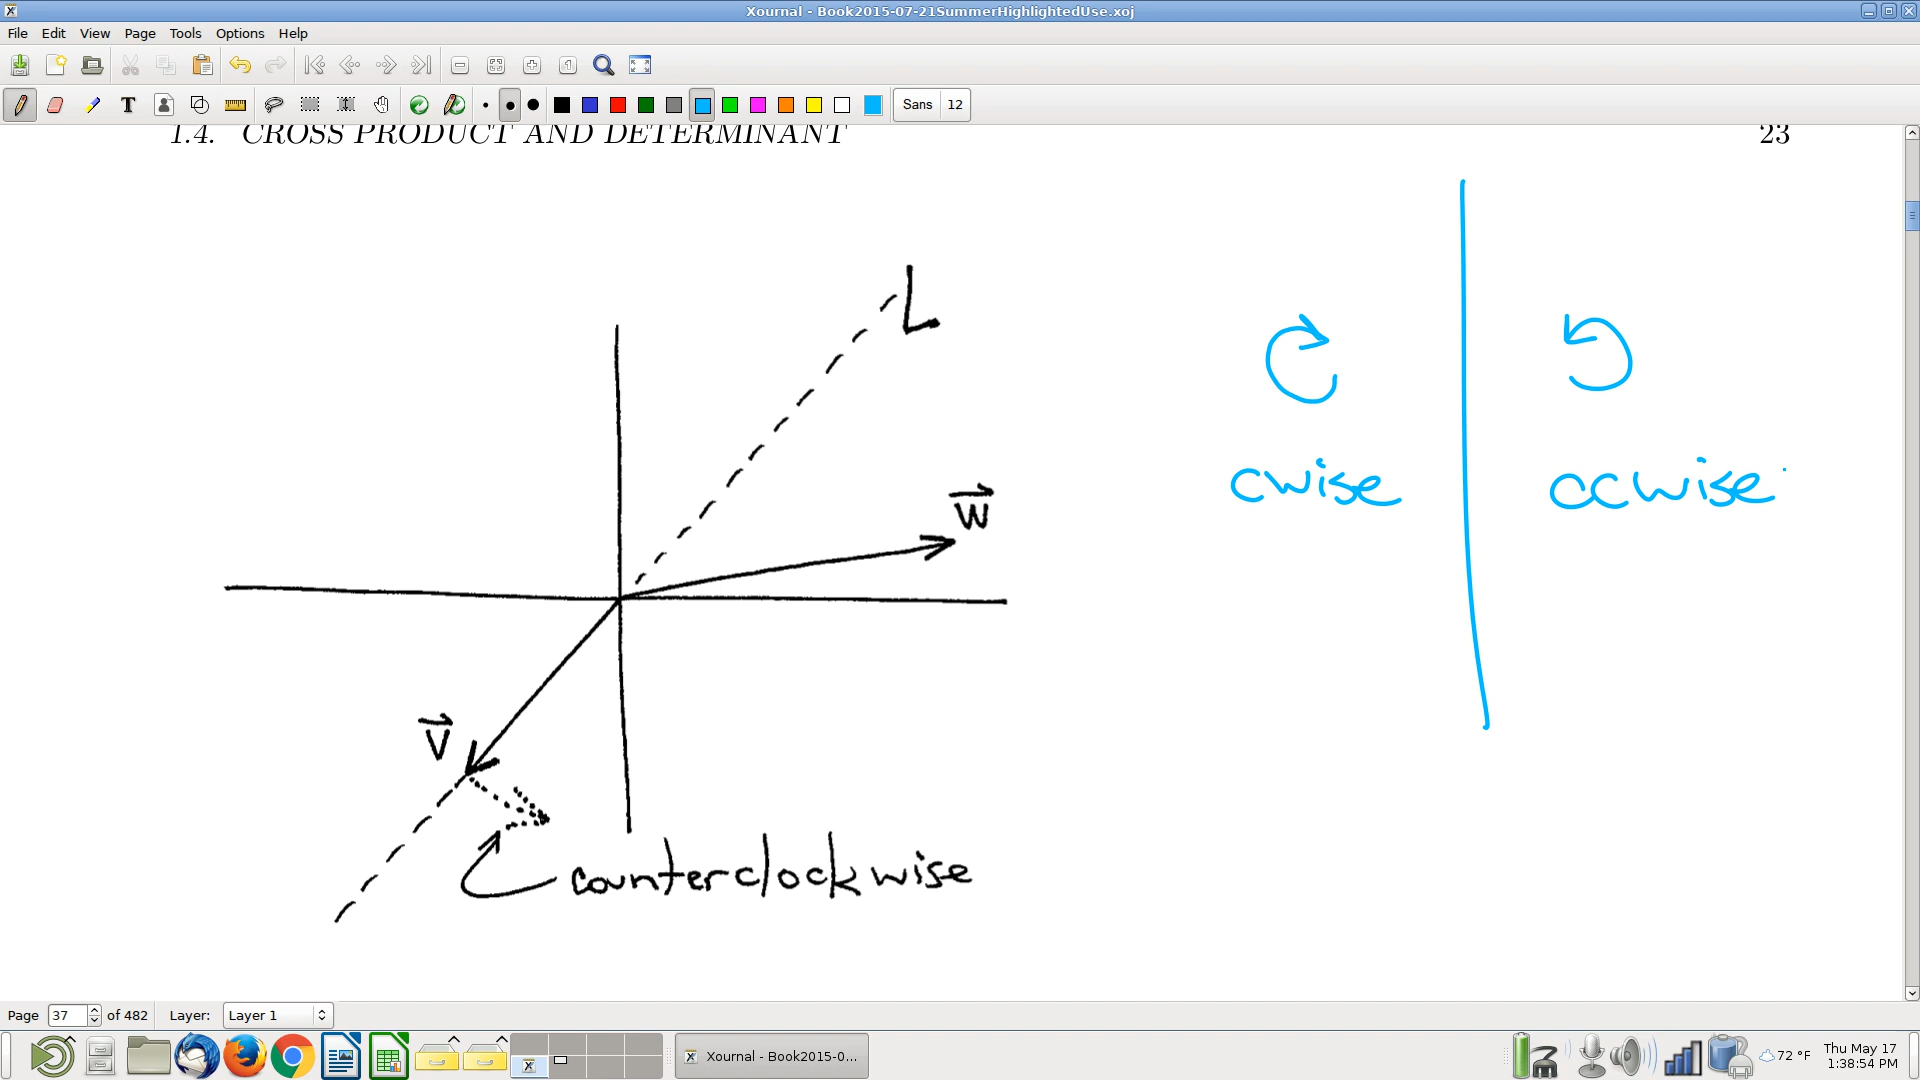 Xournal - Book2015-07-21SummerHighlightedUse.xoj
File Edit View Page Tools Options Help
T Sans 12
1.4. CROSS PRODUCT AND DETERMINANT 23
L
w
cwise ccwise
v
counterclockwise
Page 37 of 482 Layer: Layer 1
Xournal - Book2015-0... 72 °F Thu May 17
1:38:54 PM